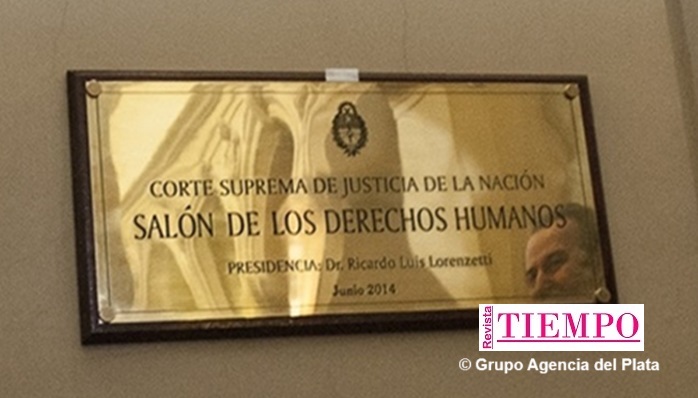 CORTE SUPREMA DE JUSTICIA DE LA NACIÓN
SALÓN DE LOS DERECHOS HUMANOS
PRESIDENCIA: Dr. Ricardo Luis Lorenzetti
Junio 2014
Revista
TIEMPO
© Grupo Agencia del Plata